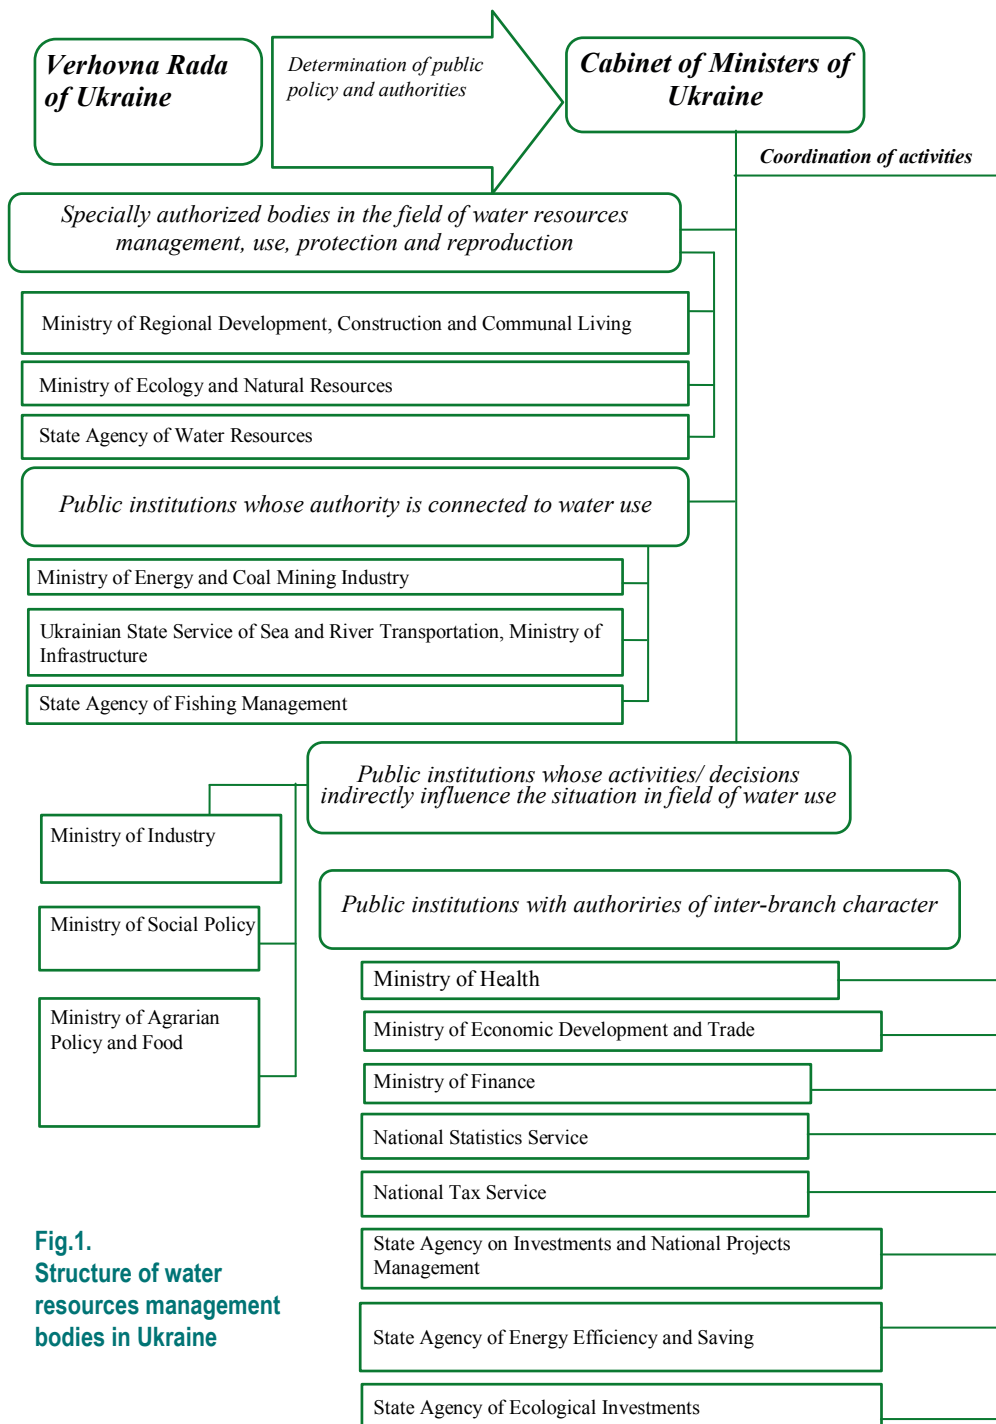 Verhovna Rada
of Ukraine
Determination of public
policy and authorities
Cabinet of Ministers of
Ukraine
Coordination of activities
Specially authorized bodies in the field of water resources
management, use, protection and reproduction
Ministry of Regional Development, Construction and Communal Living
Ministry of Ecology and Natural Resources
State Agency of Water Resources
Public institutions whose authority is connected to water use
Ministry of Energy and Coal Mining Industry
Ukrainian State Service of Sea and River Transportation, Ministry of
Infrastructure
State Agency of Fishing Management
Public institutions whose activities/ decisions
indirectly influence the situation in field of water use
Ministry of Industry
Ministry of Social Policy
Ministry of Agrarian
Policy and Food
Public institutions with authoriries of inter-branch character
Ministry of Health
Ministry of Economic Development and Trade
Ministry of Finance
National Statistics Service
National Tax Service
State Agency on Investments and National Projects
Management
State Agency of Energy Efficiency and Saving
State Agency of Ecological Investments
Fig.1.
Structure of water
resources management
bodies in Ukraine